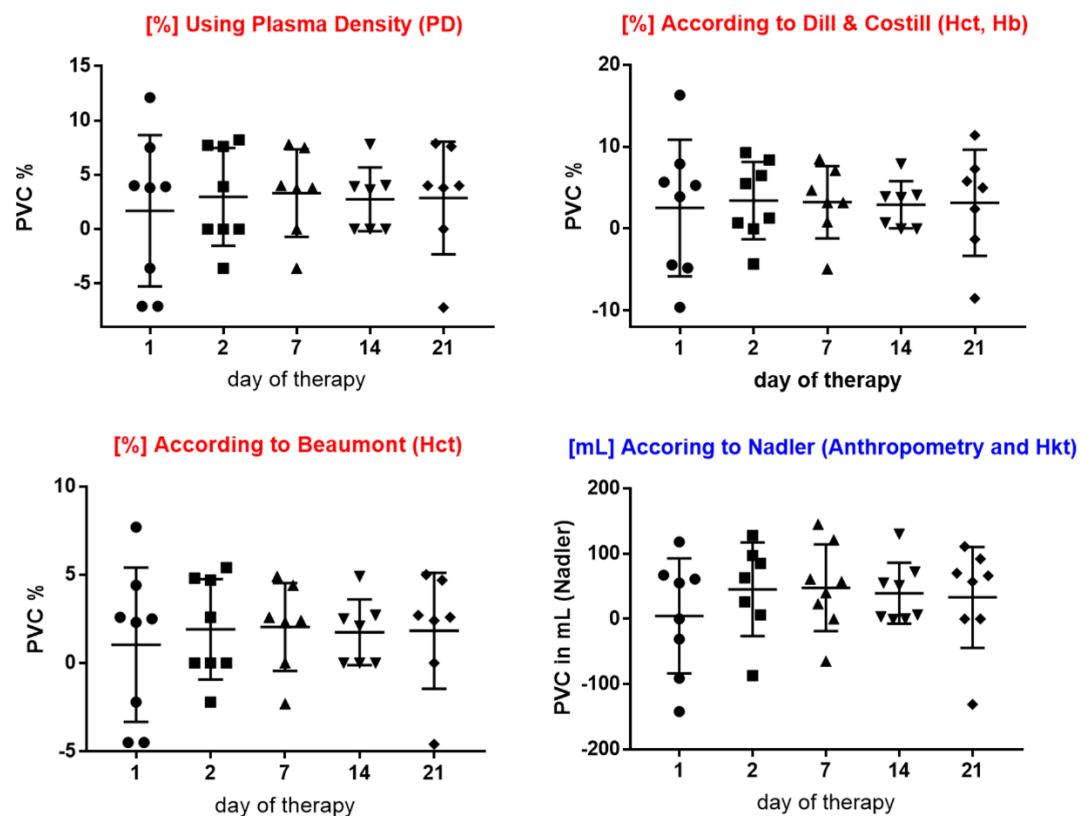 [%] Using Plasma Density (PD)
PVC %
15
10
5
0
-5
1 2 7 14 21
day of therapy
[%] According to Dill & Costill (Hct, Hb)
PVC %
20
10
0
-10
1 2 7 14 21
day of therapy
[%] According to Beaumont (Hct)
PVC %
10
5
0
-5
1 2 7 14 21
day of therapy
[mL] Accoring to Nadler (Anthropometry and Hkt)
PVC in mL (Nadler)
200
100
0
-100
-200
1 2 7 14 21
day of therapy